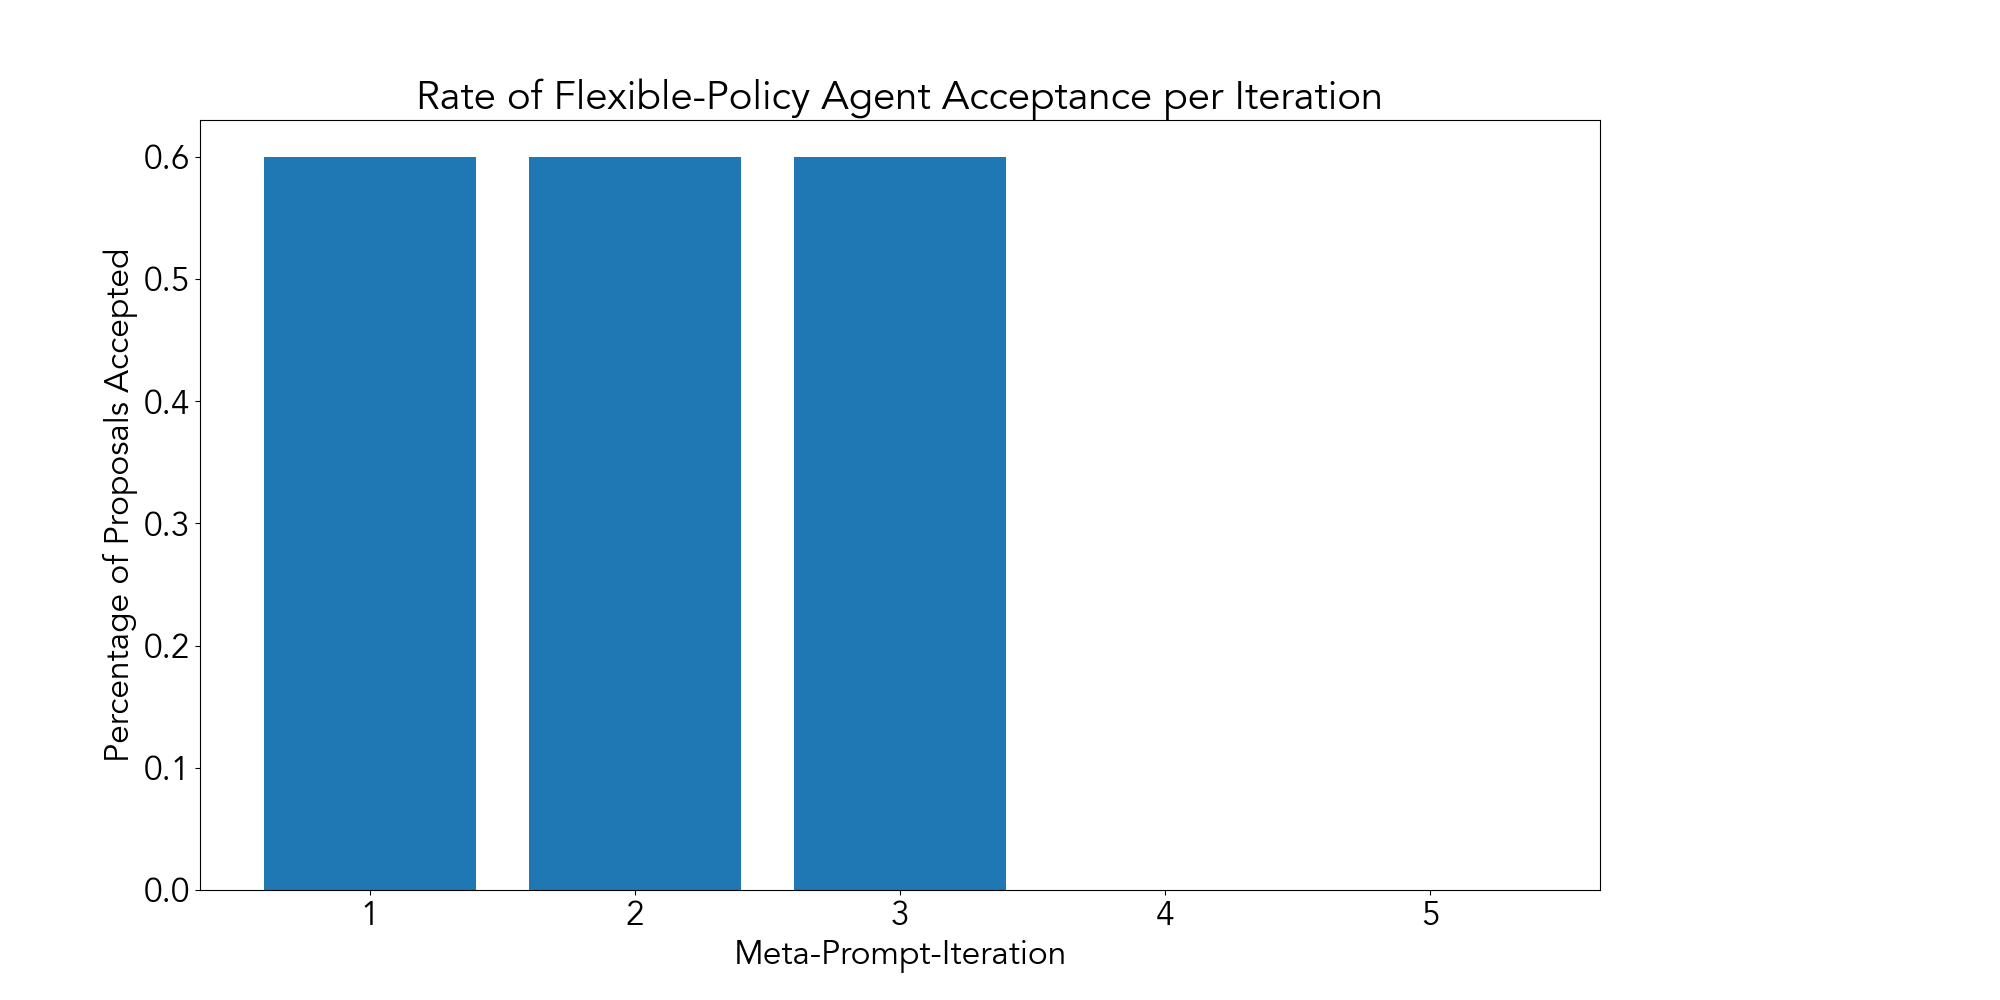 Rate of Flexible-Policy Agent Acceptance per Iteration
Percentage of Proposals Accepted
0.6
0.5
0.4
0.3
0.2
0.1
0.0
1 2 3 4 5
Meta-Prompt-Iteration